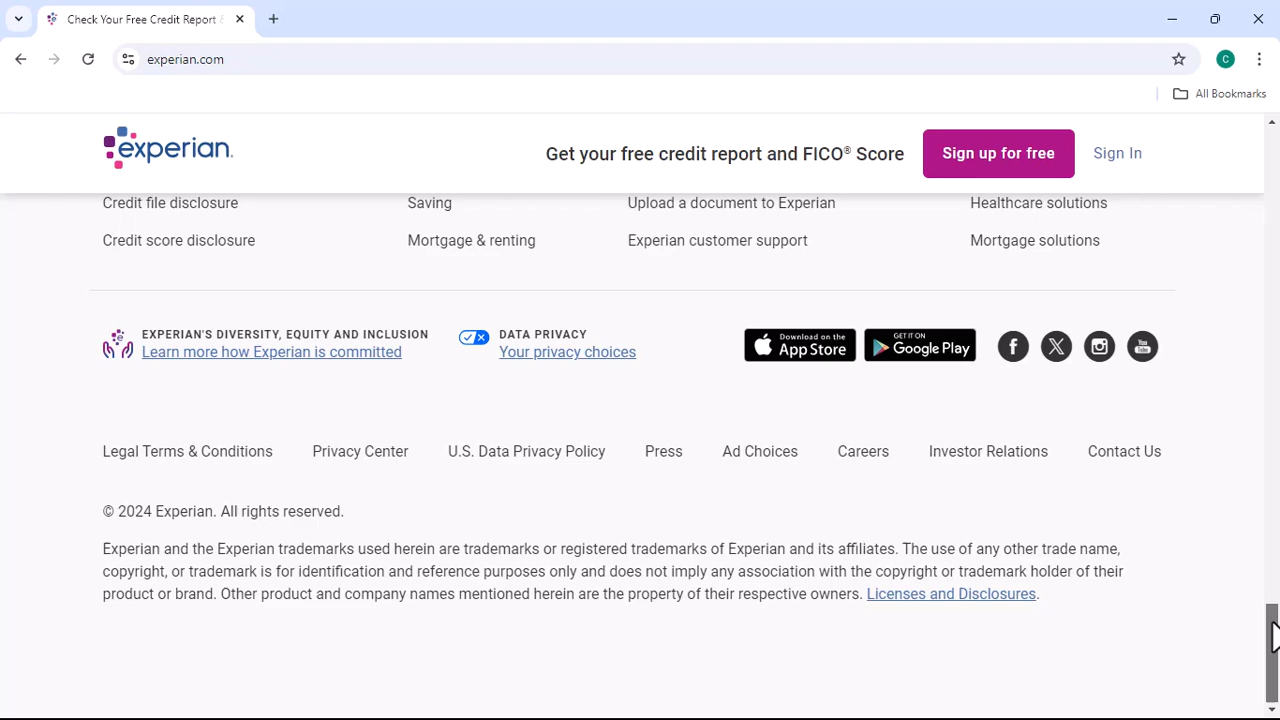 Check Your Free Credit Report &
experian.com
C
All Bookmarks
experian.
Get your free credit report and FICO® Score
Sign up for free
Sign In
Credit file disclosure
Saving
Upload a document to Experian
Healthcare solutions
Credit score disclosure
Mortgage & renting
Experian customer support
Mortgage solutions
EXPERIAN'S DIVERSITY, EQUITY AND INCLUSION
Learn more how Experian is committed
DATA PRIVACY
Your privacy choices
Download on the
App Store
GET IT ON
Google Play
You
Tube
Legal Terms & Conditions
Privacy Center
U.S. Data Privacy Policy
Press
Ad Choices
Careers
Investor Relations
Contact Us
© 2024 Experian. All rights reserved.
Experian and the Experian trademarks used herein are trademarks or registered trademarks of Experian and its affiliates. The use of any other trade name,
copyright, or trademark is for identification and reference purposes only and does not imply any association with the copyright or trademark holder of their
product or brand. Other product and company names mentioned herein are the property of their respective owners. Licenses and Disclosures.